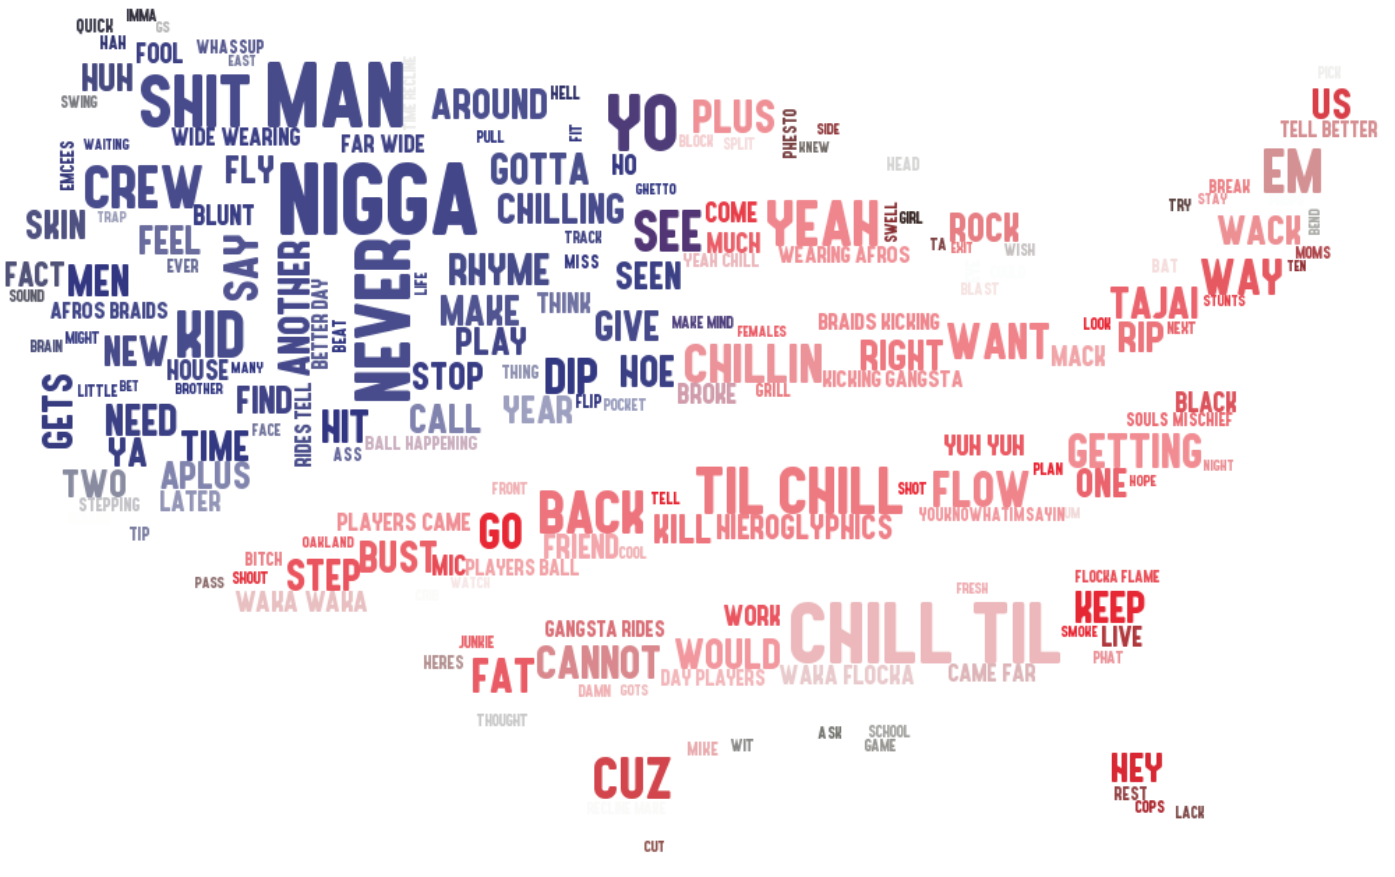 IMMA
QUICK GS
HAH FOOL WHASSUP
EAST
HUH SHIT MAN TIME RECLINE
SWING AROUND HELL YO PLUS PICK US
WIDE WEARING FAR WIDE PULL FIT BLOCK SPLIT PHESTO KNEW SIDE TELL BETTER
EMCEES WAITING
CREW FLY NIGGA GOTTA HO HEAD EM
GHETTO BREAK
SKIN TRAP BLUNT CHILLING SEE COME YEAH SWELL GIRL ROCK TRY STAY
FEEL SAY ANOTHER NEVER TRACK MUCH WEARING AFROS TA EXIT WISH WACK BEND
EVER YEAH CHILL MOMS
FACT MEN LIFE RHYME MISS SEEN BAT WAY TEN
SOUND BLAST
AFROS BRAIDS BETTER DAY MAKE THINK TAJAI STUNTS
BRAIN MIGHT NEW KID BEAT PLAY GIVE MAKE MIND FEMALES BRAIDS KICKING WANT LOOK RIP NEXT
HOUSE MANY CHILLIN RIGHT MACK
GETS LITTLE BET BROTHER STOP THING DIP HOE KICKING GANGSTA
NEED FIND RIDES TELL CALL YEAR FLIP POCKET BROKE GRILL BLACK
FACE HIT SOULS MISCHIEF
YA TIME ASS BALL HAPPENING YUH YUH GETTING
TWO APLUS PLAN NIGHT
STEPPING LATER FRONT BACK TELL TIL CHILL SHOT FLOW ONE HOPE
TIP PLAYERS CAME GO KILL HIEROGLYPHICS YOUKNOWWHATIMSAYIN UM
OAKLAND FRIEND COOL
BITCH BUST
PASS SHOUT STEP MIC PLAYERS BALL FLOCKA FLAME
WATCH FRESH
WAKA WAKA WORK CHILL TIL KEEP
JUNKIE GANGSTA RIDES SMOKE LIVE
HERES FAT CANNOT WOULD PHAT
DAMN GOTS DAY PLAYERS WAKA FLOCKA CAME FAR
THOUGHT
ASK SCHOOL
CUZ MIKE WIT GAME
HEY
REST
COPS LACK
CUT